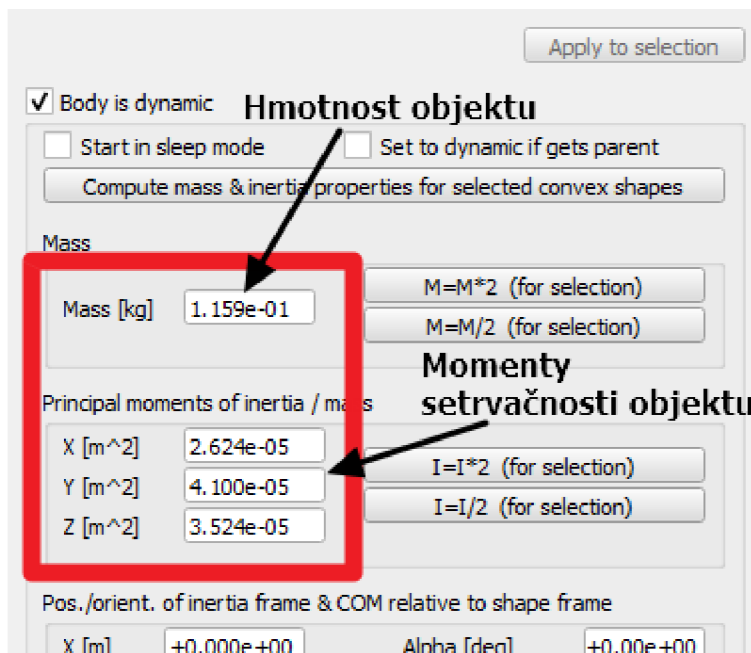 Apply to selection
Body is dynamic
Hmotnost objektu
Start in sleep mode Set to dynamic if gets parent
Compute mass & inertia properties for selected convex shapes
Mass
Mass [kg] 1.159e-01 M=M*2 (for selection)
M=M/2 (for selection)
Momenty
setrvačnosti objektu
Principal moments of inertia / mass
X [m^2] 2.624e-05
Y [m^2] 4.100e-05
Z [m^2] 3.524e-05
I=I*2 (for selection)
I=I/2 (for selection)
Pos./orient. of inertia frame & COM relative to shape frame
X [m] +0.000e+00 Alpha [deg] +0.00e+00